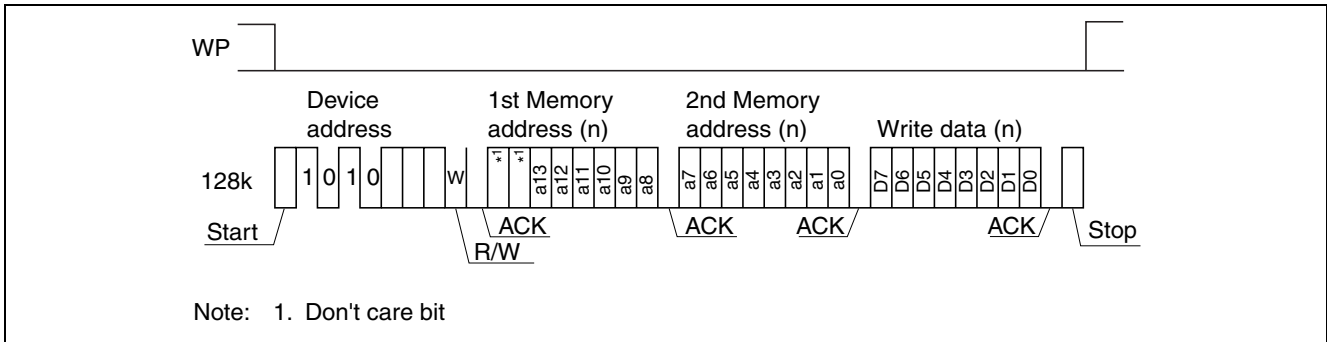 WP
Device
address
1st Memory
address (n)
2nd Memory
address (n)
Write data (n)
128k
1 0 1 0
W
*1 *1 a13 a12 a11 a10 a9 a8
a7 a6 a5 a4 a3 a2 a1 a0
D7 D6 D5 D4 D3 D2 D1 D0
Start
R/W
ACK
ACK
ACK
ACK
Stop
Note: 1. Don't care bit